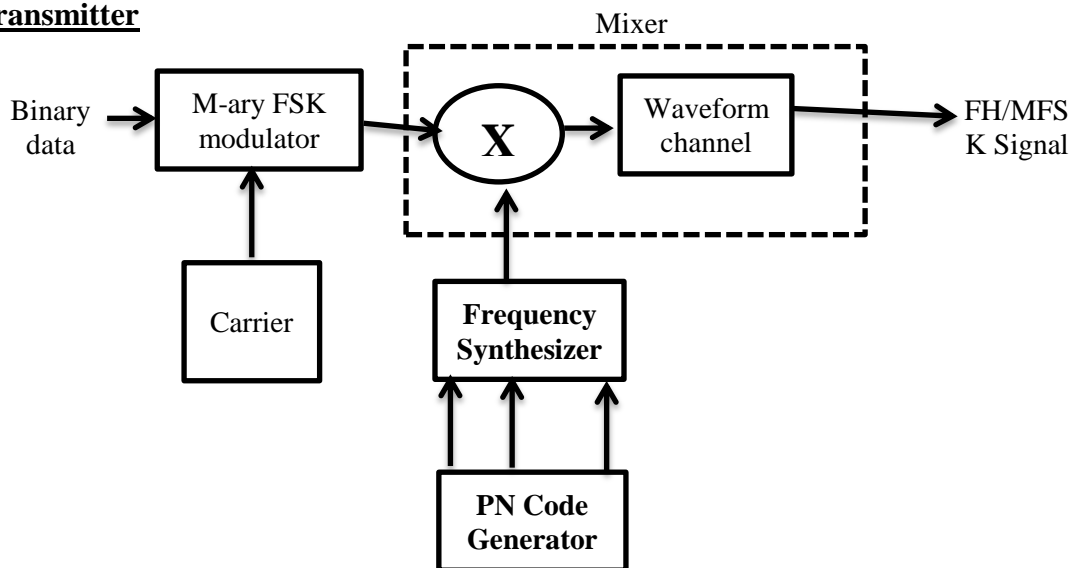 ransmitter
Mixer
Binary
data
M-ary FSK
modulator
X
Waveform
channel
FH/MFS
K Signal
Carrier
Frequency
Synthesizer
PN Code
Generator